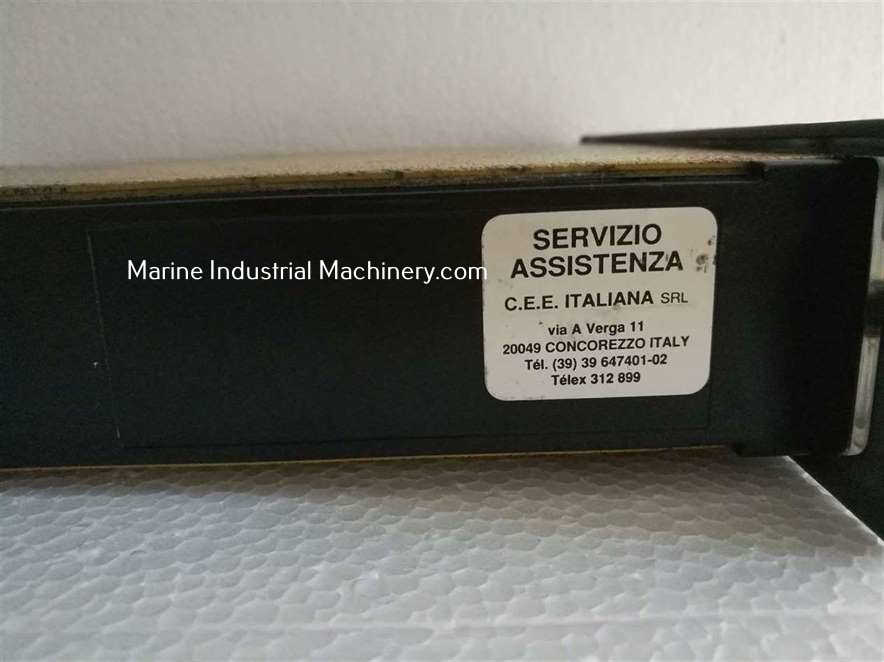 Marine Industrial Machinery.com
SERVIZIO
ASSISTENZA
C.E.E. ITALIANA SRL
via A Verga 11
20049 CONCOREZZO ITALY
Tél. (39) 39 647401-02
Télex 312 899